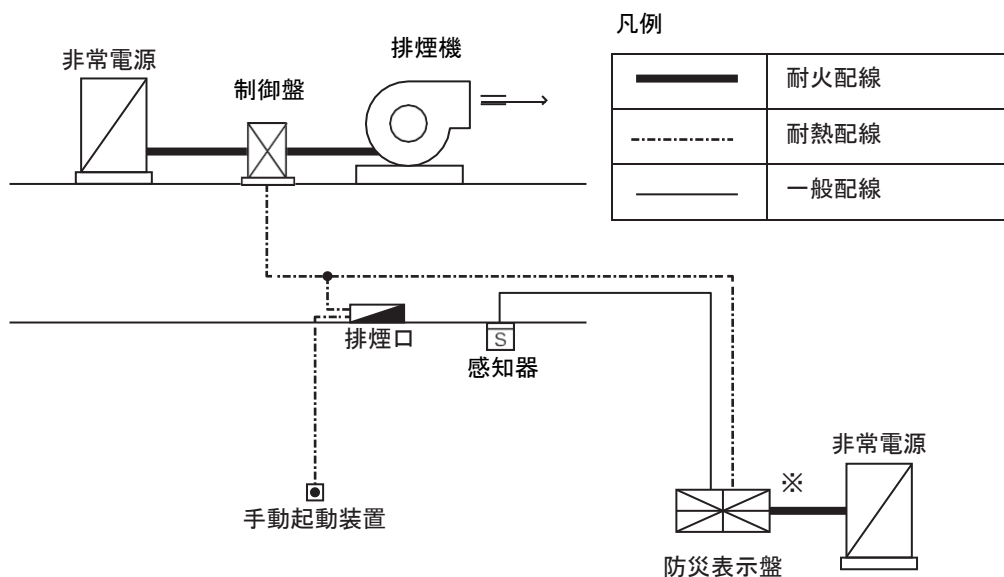 凡例
非常電源
制御盤
排煙機
耐火配線
耐熱配線
一般配線
排煙口
S
感知器
手動起動装置
※
非常電源
防災表示盤